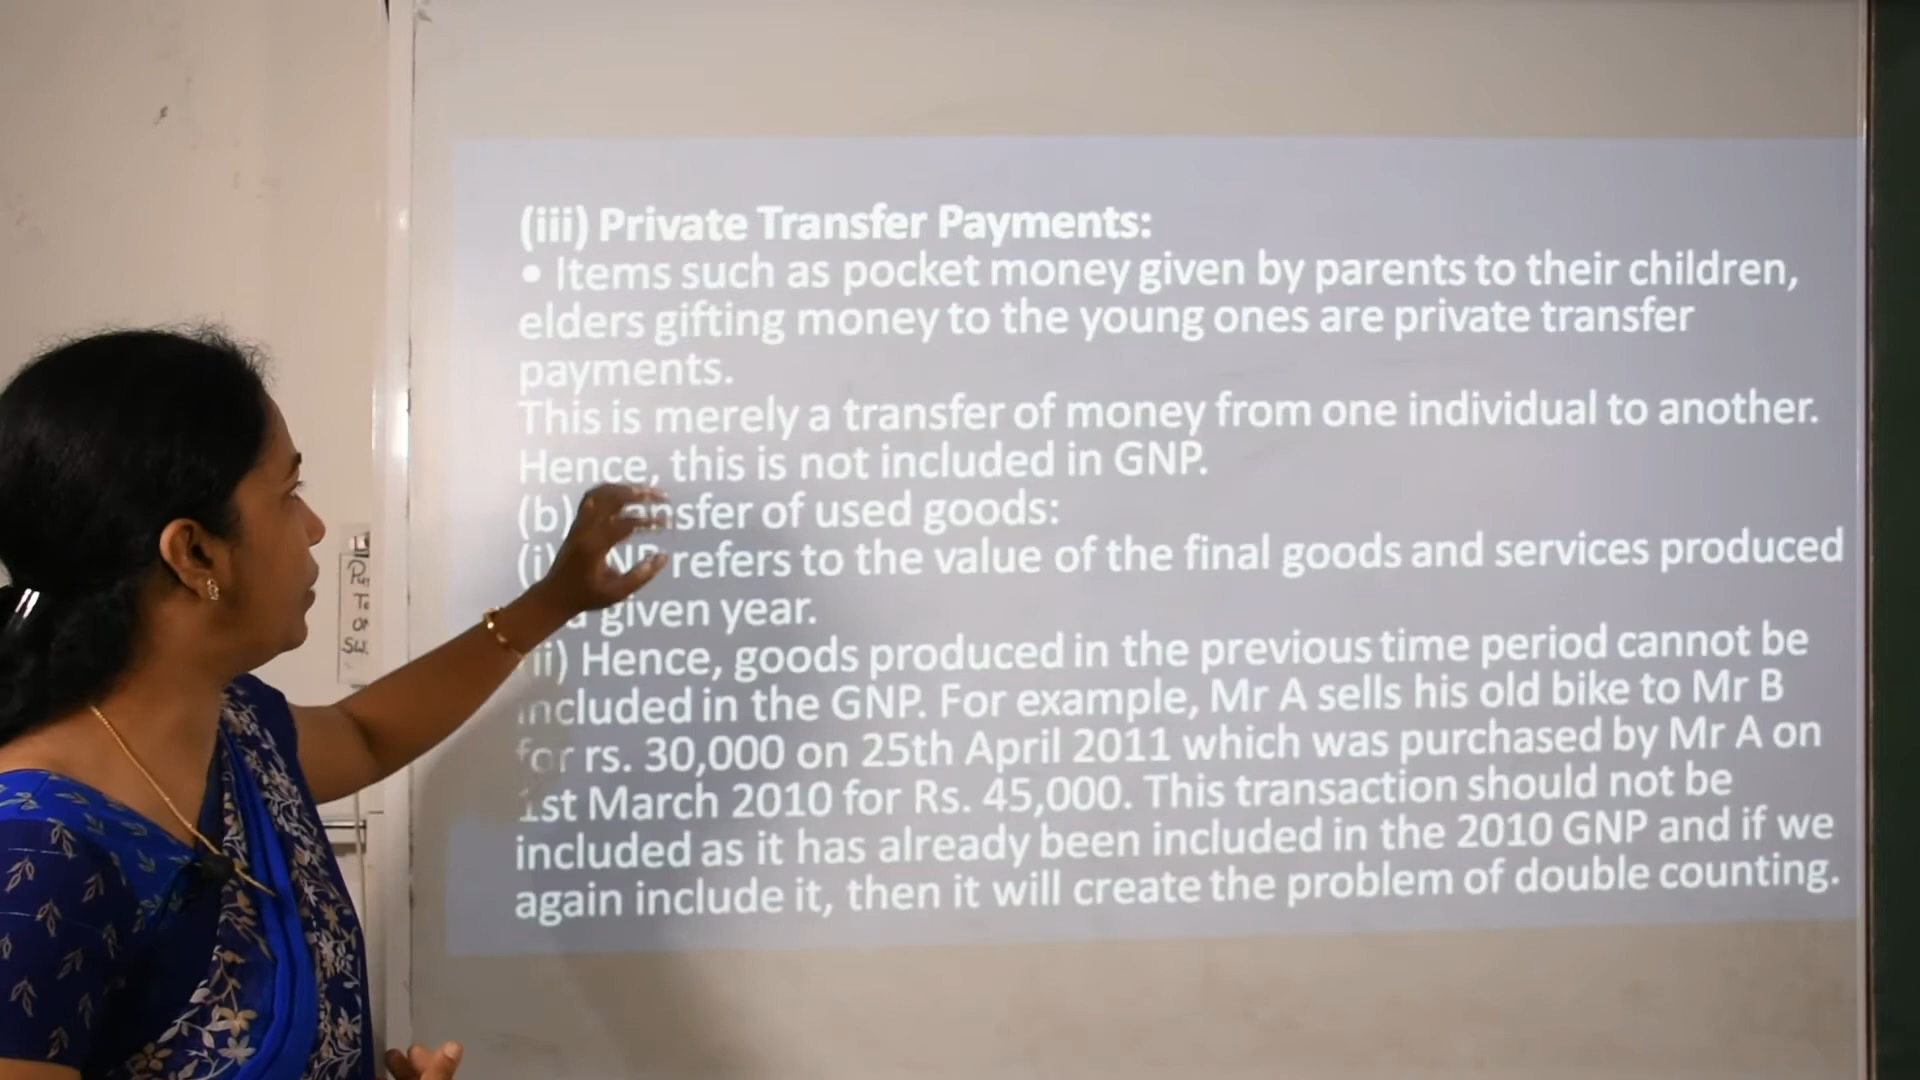 (iii) Private Transfer Payments:
• Items such as pocket money given by parents to their children,
elders gifting money to the young ones are private transfer
payments.
This is merely a transfer of money from one individual to another.
Hence, this is not included in GNP.
(b) Transfer of used goods:
(i) GNP refers to the value of the final goods and services produced
a given year.
(ii) Hence, goods produced in the previous time period cannot be
included in the GNP. For example, Mr A sells his old bike to Mr B
for rs. 30,000 on 25th April 2011 which was purchased by Mr A on
1st March 2010 for Rs. 45,000. This transaction should not be
included as it has already been included in the 2010 GNP and if we
again include it, then it will create the problem of double counting.